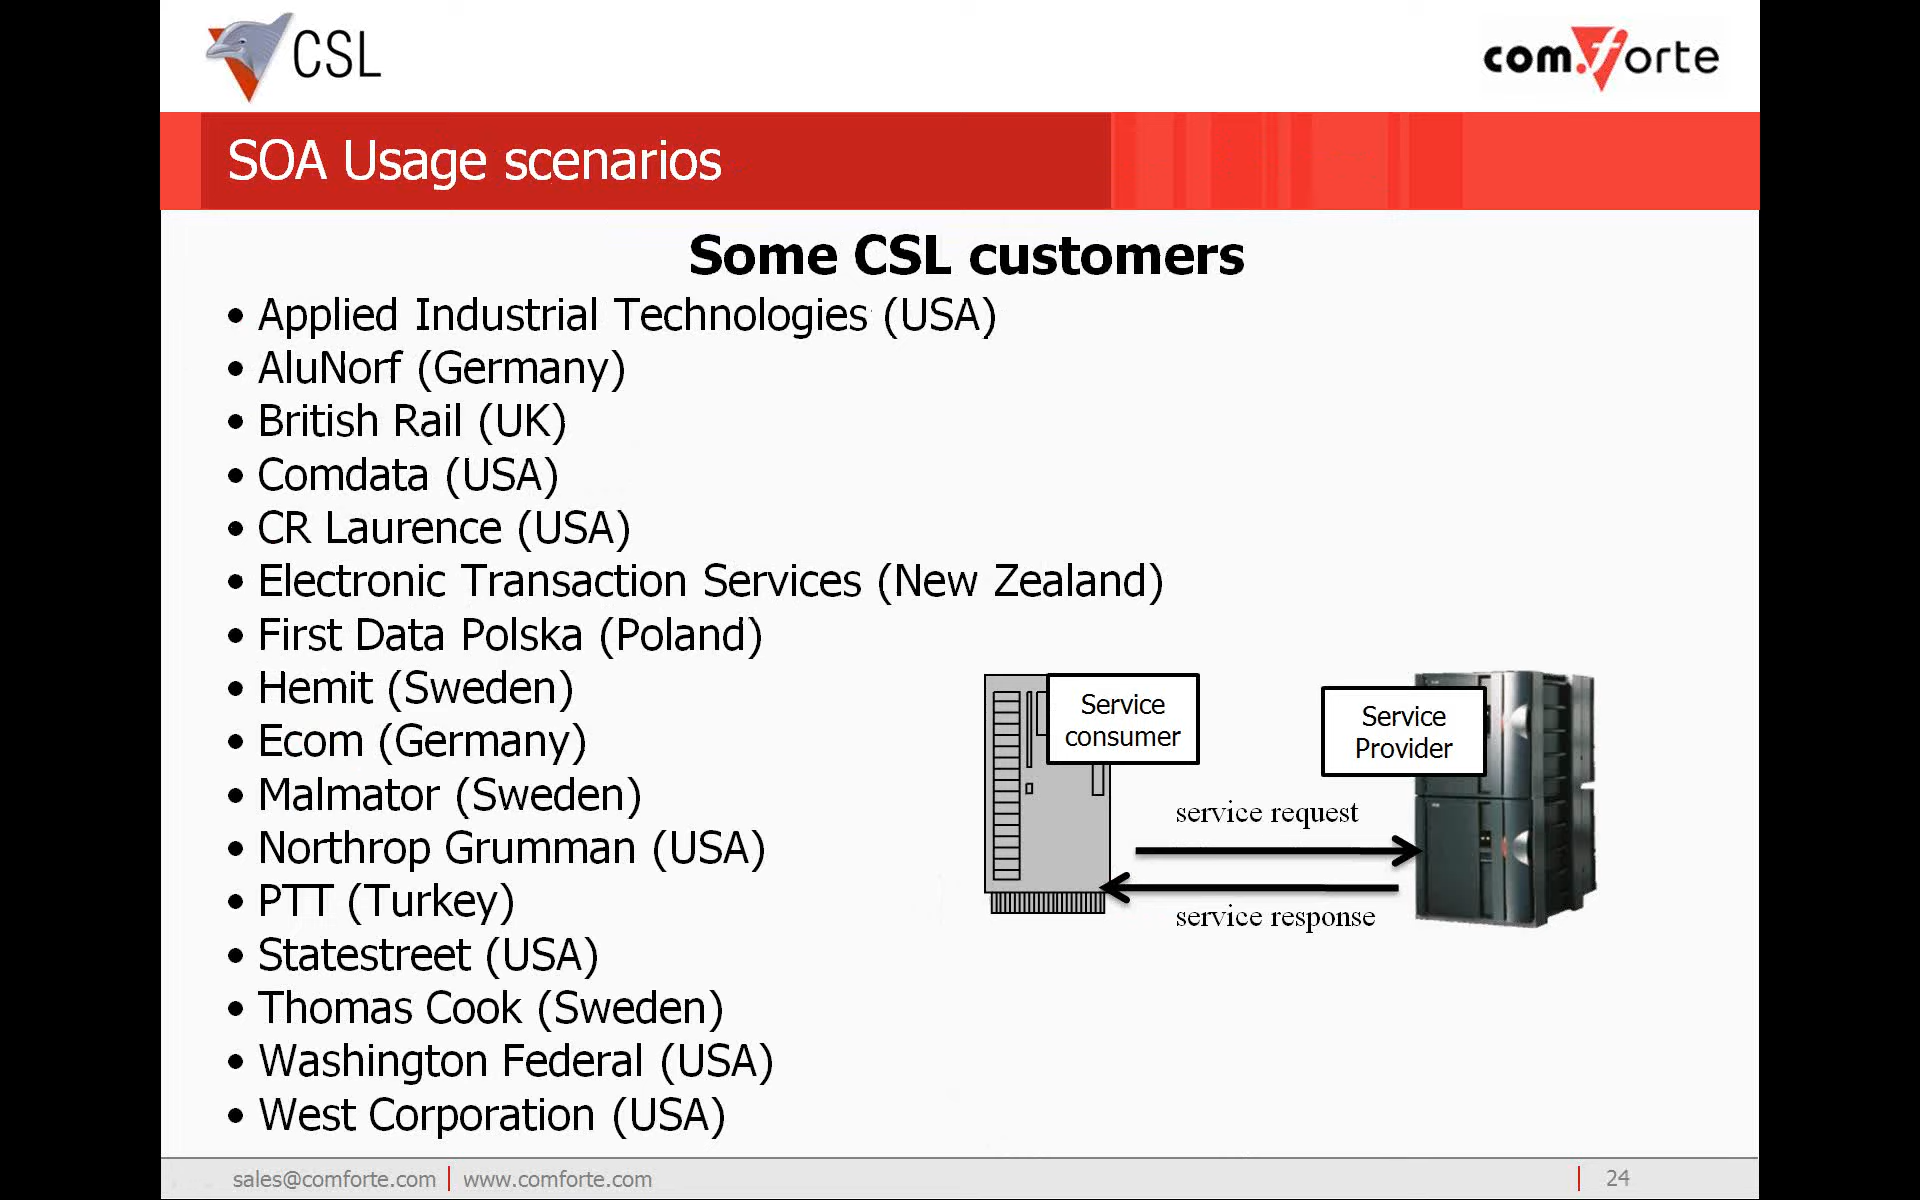 CSL
com.forte
SOA Usage scenarios
Some CSL customers
• Applied Industrial Technologies (USA)
• AluNorf (Germany)
• British Rail (UK)
• Comdata (USA)
• CR Laurence (USA)
• Electronic Transaction Services (New Zealand)
• First Data Polska (Poland)
• Hemit (Sweden)
• Ecom (Germany)
• Malmator (Sweden)
• Northrop Grumman (USA)
• PTT (Turkey)
• Statestreet (USA)
• Thomas Cook (Sweden)
• Washington Federal (USA)
• West Corporation (USA)
Service
consumer
Service
Provider
service request
service response
sales@comforte.com | www.comforte.com
| 24